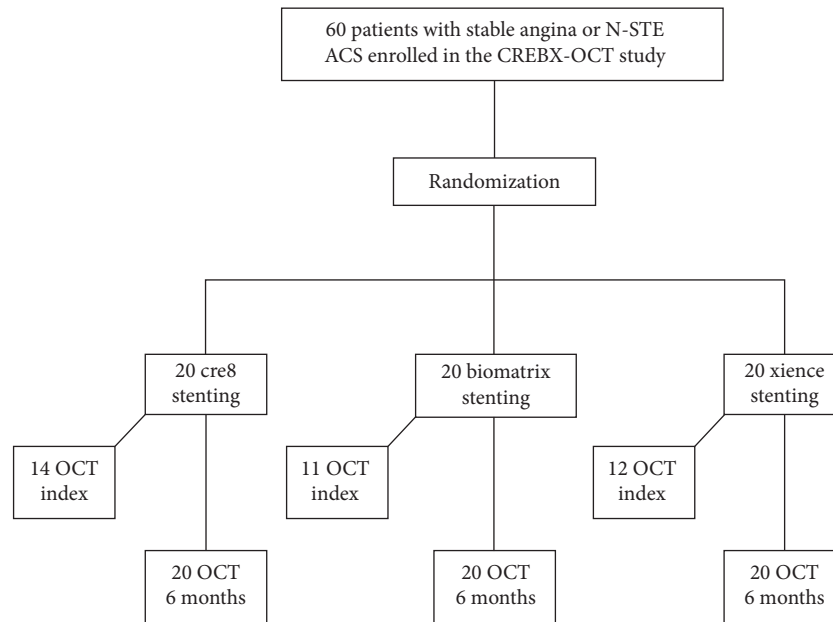 60 patients with stable angina or N-STE
ACS enrolled in the CREBX-OCT study
Randomization
20 cre8
stenting
20 biomatrix
stenting
20 xience
stenting
14 OCT
index
11 OCT
index
12 OCT
index
20 OCT
6 months
20 OCT
6 months
20 OCT
6 months